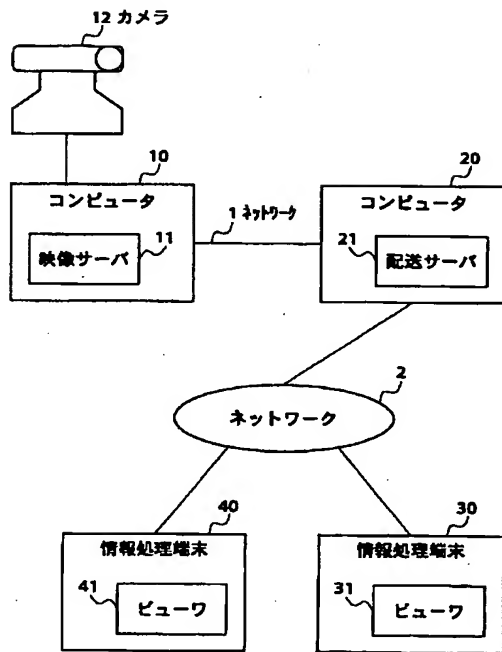 12 カメラ
10
コンピュータ
映像サーバ
11
1 ネットワーク
20
コンピュータ
21
配送サーバ
2
ネットワーク
40
情報処理端末
41
ビューワ
30
情報処理端末
31
ビューワ